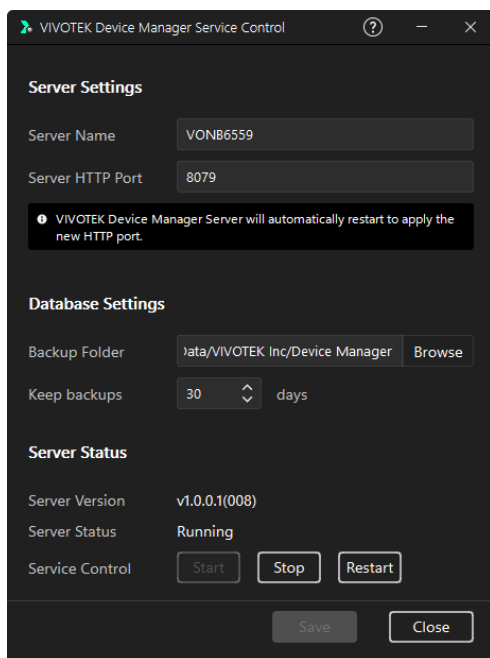 VIVOTEK Device Manager Service Control
Server Settings
Server Name VONB6559
Server HTTP Port 8079
VIVOTEK Device Manager Server will automatically restart to apply the
new HTTP port.
Database Settings
Backup Folder Data/VIVOTEK Inc/Device Manager Browse
Keep backups 30 days
Server Status
Server Version v1.0.0.1(008)
Server Status Running
Service Control Start Stop Restart
Save Close